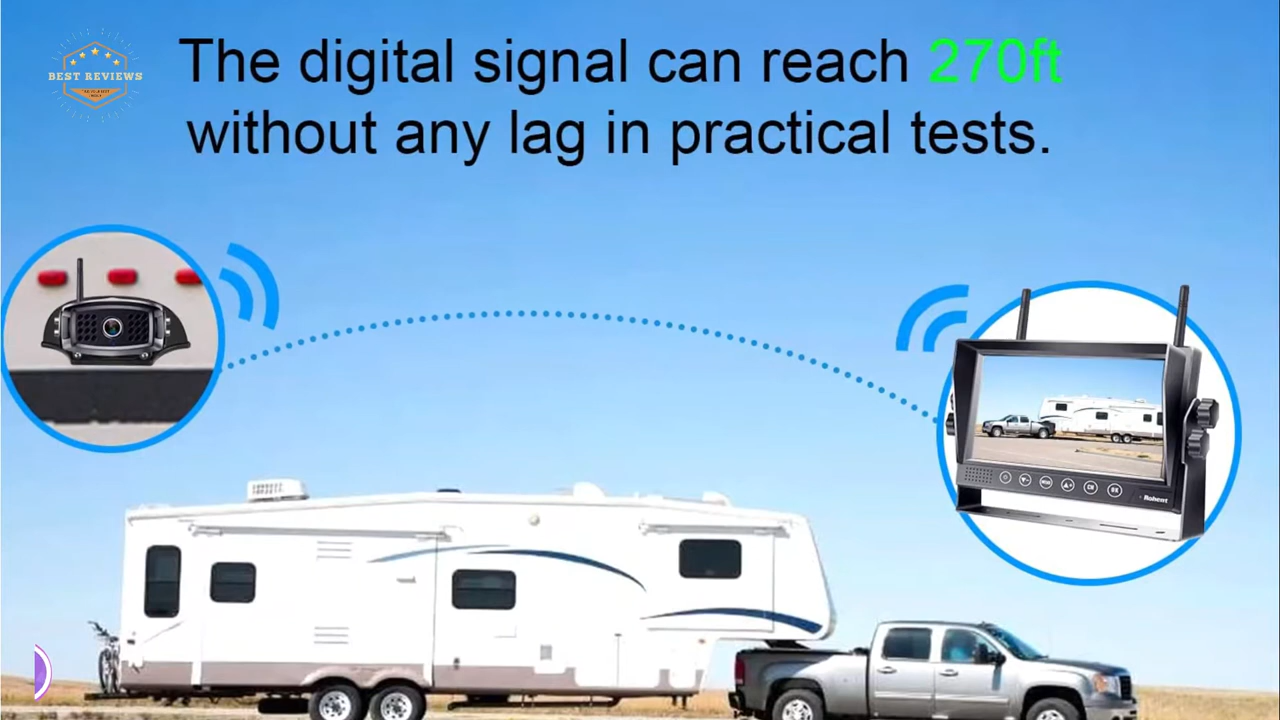 The digital signal can reach 270ft
without any lag in practical tests.
BEST REVIEWS
Rohent